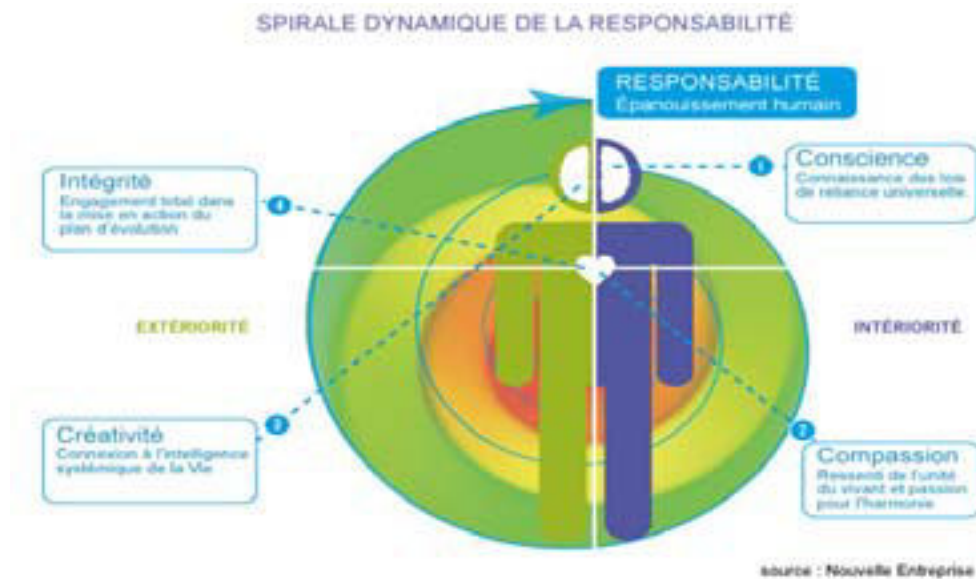 SPIRALE DYNAMIQUE DE LA RESPONSABILITÉ
RESPONSABILITÉ
Épanouissement humain
1
Conscience
Connaissance des lois
de reliance universelle
Intégrité
Engagement total dans
la mise en action du
plan d'évolution
4
EXTÉRIORITÉ
INTÉRIORITÉ
3
Créativité
Connexion à l'intelligence
systémique de la Vie
2
Compassion
Ressenti de l'unité
du vivant et passion
pour l'harmonie
source : Nouvelle Entreprise